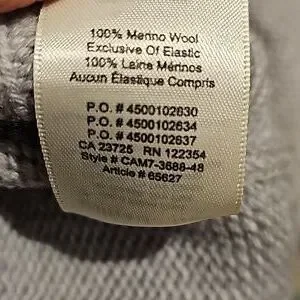 100% Merino Wool
Exclusive Of Elastic
100% Laine Mérinos
Aucun Élastique Compris
P.O. # 4500102630
P.O. # 4500102634
P.O. # 4500102637
CA 23725 RN 122354
Style # CAM7-3688-48
Article # 65627